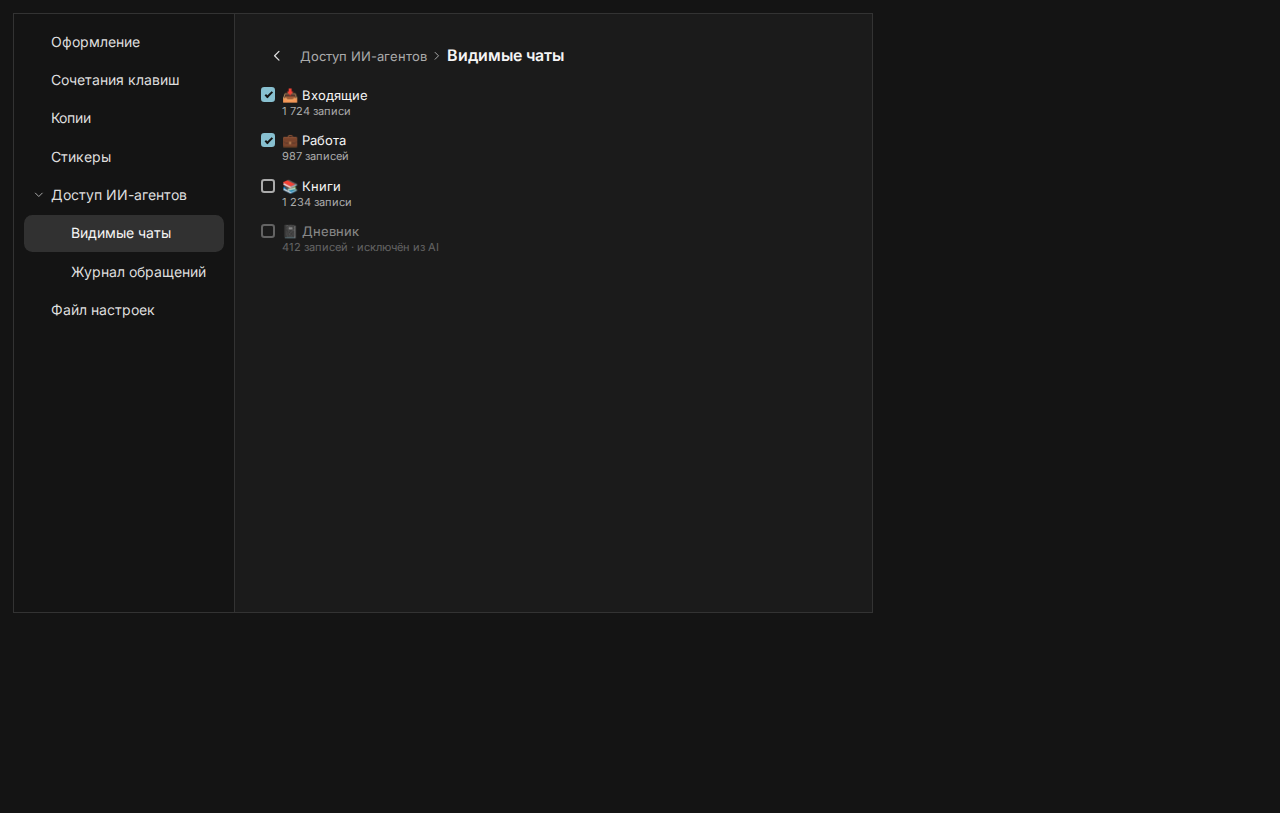 Оформление
Сочетания клавиш
Копии
Стикеры
Доступ ИИ-агентов
Видимые чаты
Журнал обращений
Файл настроек
Доступ ИИ-агентов > Видимые чаты
📥 Входящие
1 724 записи
💼 Работа
987 записей
📚 Книги
1 234 записи
📓 Дневник
412 записей · исключён из AI